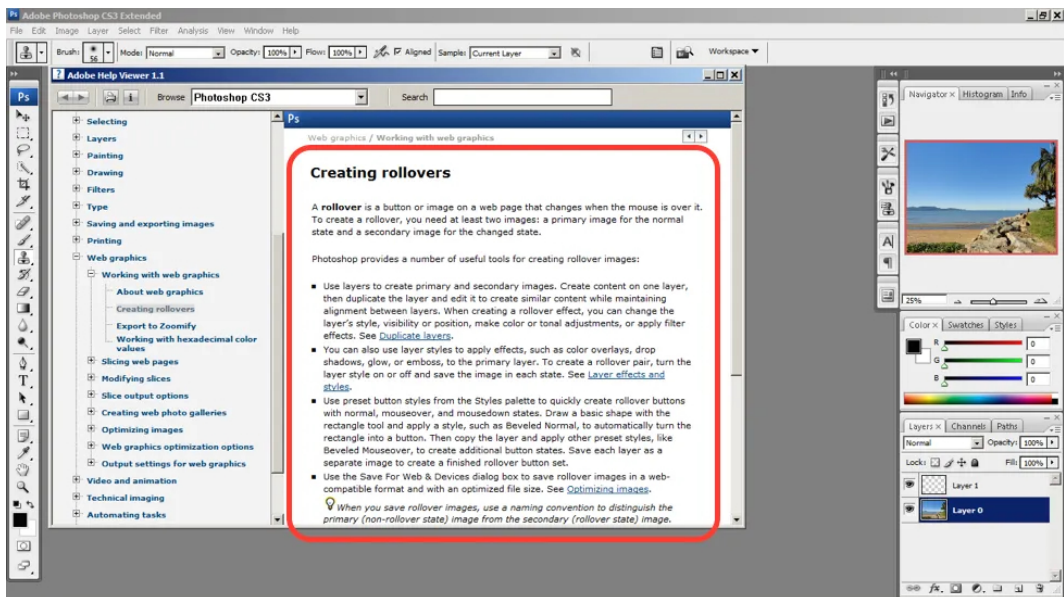 Adobe Photoshop CS3 Extended
File Edit Image Layer Select Filter Analysis View Window Help
Brush: 56 Mode: Normal Opacity: 100% Flow: 100% Aligned Sample: Current Layer Workspace
Adobe Help Viewer 1.1
Browse Photoshop CS3 Search
Ps
Selecting
Layers
Painting
Drawing
Filters
Type
Saving and exporting images
Printing
Web graphics
Working with web graphics
About web graphics
Creating rollovers
Export to Zoomify
Working with hexadecimal color
values
Slicing web pages
Modifying slices
Slice output options
Creating web photo galleries
Optimizing images
Web graphics optimization options
Output settings for web graphics
Video and animation
Technical imaging
Automating tasks
Ps
Web graphics / Working with web graphics
Creating rollovers
A rollover is a button or image on a web page that changes when the mouse is over it.
To create a rollover, you need at least two images: a primary image for the normal
state and a secondary image for the changed state.
Photoshop provides a number of useful tools for creating rollover images:
Use layers to create primary and secondary images. Create content on one layer,
then duplicate the layer and edit it to create similar content while maintaining
alignment between layers. When creating a rollover effect, you can change the
layer's style, visibility or position, make color or tonal adjustments, or apply filter
effects. See Duplicate layers.
You can also use layer styles to apply effects, such as color overlays, drop
shadows, glow, or emboss, to the primary layer. To create a rollover pair, turn the
layer style on or off and save the image in each state. See Layer effects and
styles.
Use preset button styles from the Styles palette to quickly create rollover buttons
with normal, mouseover, and mousedown states. Draw a basic shape with the
rectangle tool and apply a style, such as Beveled Normal, to automatically turn the
rectangle into a button. Then copy the layer and apply other preset styles, like
Beveled Mouseover, to create additional button states. Save each layer as a
separate image to create a finished rollover button set.
Use the Save For Web & Devices dialog box to save rollover images in a web-
compatible format and with an optimized file size. See Optimizing images.
When you save rollover images, use a naming convention to distinguish the
primary (non-rollover state) image from the secondary (rollover state) image.
Navigator Histogram Info
25%
Color Swatches Styles
R 0
G 0
B 0
Layers Channels Paths
Normal Opacity: 100%
Lock: Fill: 100%
Layer 1
Layer 0